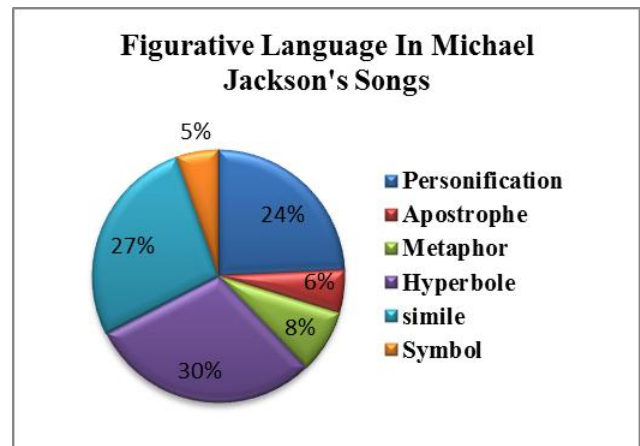 Figurative Language In Michael
Jackson's Songs
5%
24%
27%
6%
8%
30%
Personification
Apostrophe
Metaphor
Hyperbole
simile
Symbol